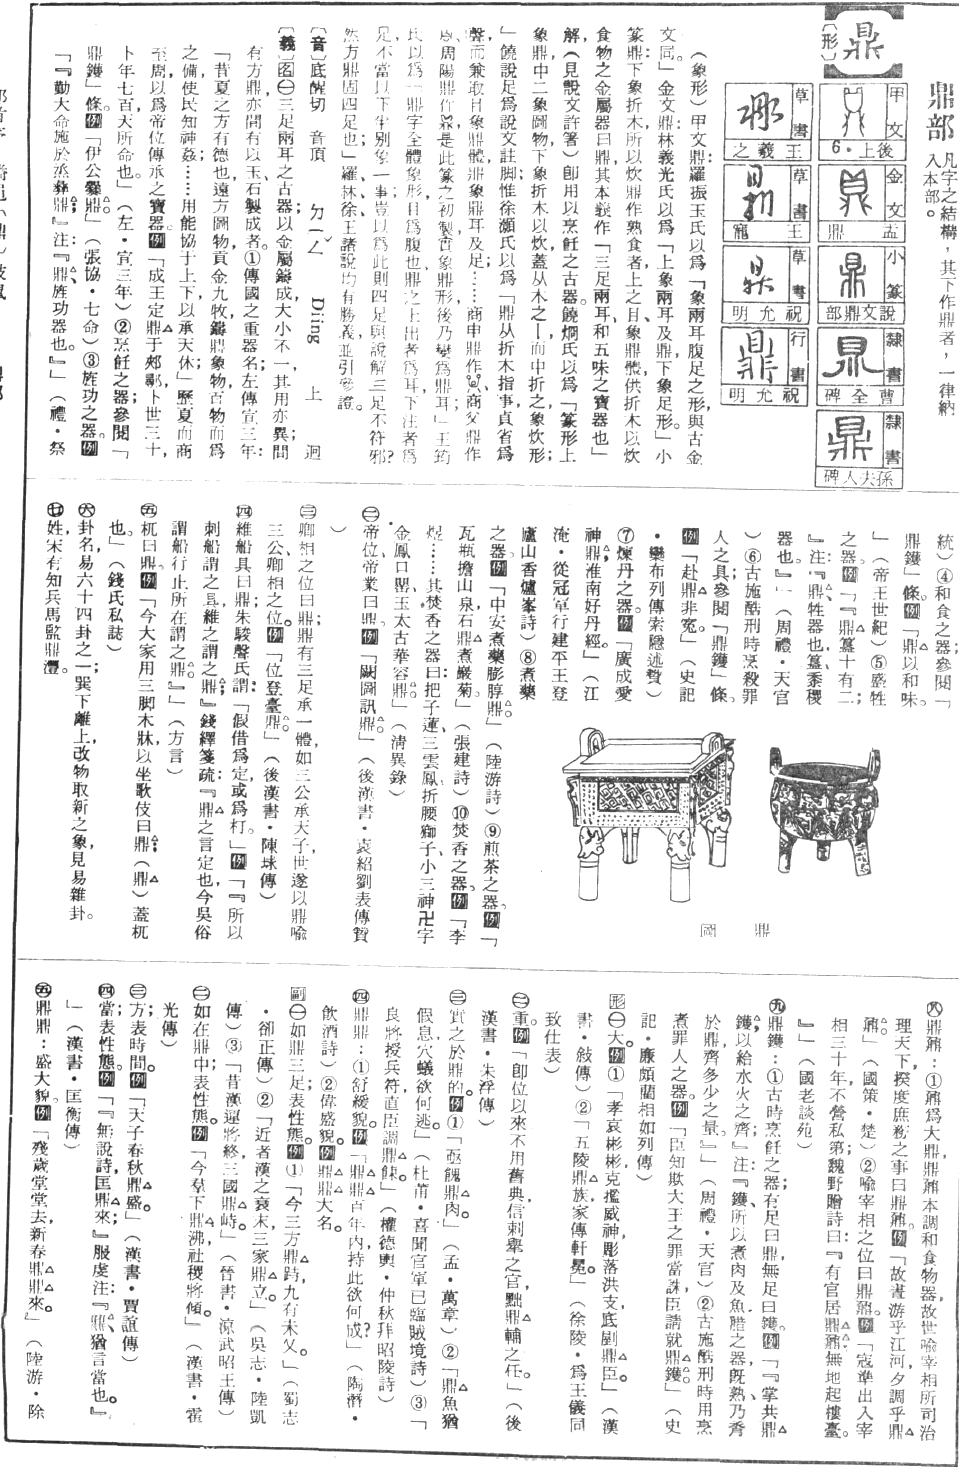 鼎部
凡字之結構，其下作鼎者，一律納
入本部。
【鼎】
〔形〕
甲文
後上·6
金文
盂鼎
小篆
說文鼎部
隸書
曹全碑
隸書
孫夫人碑
草書
王羲之
草書
王寵
草書
祝允明
行書
祝允明
（象形）甲文鼎，羅振玉氏以爲「象兩耳腹足之形，與古金
文同。」金文鼎，林義光氏以爲「上象兩耳及鼎，下象足形。」小
篆鼎：下象折木，所以炊鼎作熟食者，上之目象鼎體，供折木以炊
食物之金屬器曰鼎。其本義作「三足兩耳和五味之寶器也」
解（見說文許箸），卽用以烹飪之古器。饒炯氏以爲「篆形上
象鼎，中二象圖物，下象折木以炊，蓋从木之丨而中折之，象炊形；
」饒說足爲說文註脚。惟徐灝氏以爲「鼎从折木指事，貞省爲
聲，而兼取目象鼎體，鼎象鼎耳及足；……商申鼎作，商父鼎作
，周陽鼎作，是此篆之初製實象鼎形，後乃變爲鼎耳」王筠
氏以爲「鼎字全體象形，目爲腹也，鼎之上出者爲耳，下注者爲
足，不當以下半別象一事，豈以爲此則四足，與說解三足不符邪？
然方鼎固四足也」羅、林、徐、王諸說均有勝義，並引參證。
〔音〕底醒切　音頂　ㄉㄧㄥˇ　Diing　上　迥
〔義〕㊀三足兩耳之古器，以金屬鑄成，大小不一，其用亦異；間
有方鼎，亦間有以玉石製成者。①傳國之重器名，左傳宣三年：
「昔夏之方有德也，遠方圖物，貢金九牧，鑄鼎象物，百物而爲
之備，使民知神姦；……用能協于上下，以承天休」歷夏而商
至周，以爲帝位傳承之寶器。例「成王定鼎于郟鄏，卜世三十，
卜年七百，天所命也。」（左·宣三年）②烹飪之器，參閱「
鼎鑊」條。例「伊公爨鼎。」（張協·七命）③旌功之器。例
「『勤大命施於烝彝鼎』注：『鼎，旌功器也。』」（禮·祭
統）④和食之器；參閱「
鼎鑊」條。例「鼎以和味。
」（帝王世紀）⑤盛牲
之器。例「『鼎、簋十有二
』注：『鼎，牲器也；簋，黍稷
器也。』」（周禮·天官
）⑥古施酷刑時烹殺罪
人之具，參閱「鼎鑊」條。
例「赴鼎非冤。」（史記
·欒布列傳索隱述贊）
⑦煉丹之器。例「廣成愛
神鼎，淮南好丹經。」（江
淹·從冠軍行建平王登
廬山香爐峯詩）⑧煮藥
之器。例「中安煮藥膨脝鼎。」（陸游詩）⑨煎茶之器。例「
瓦瓶擔山泉，石鼎煮巖菊。」（張建詩）⑩焚香之器。例「李
煜……其焚香之器，曰把子蓮、三雲鳳、折腰獅子、小三神、卍字
金、鳳口罌、玉太古、容華鼎。」（淸異錄）
㊁帝位、帝業曰鼎。例「闚圖訊鼎。」（後漢書·袁紹劉表傳贊
）
㊂卿相之位曰鼎，鼎有三足承一體，如三公承天子，世遂以鼎喻
三公、卿相之位。例「位登臺鼎。」（後漢書·陳球傳）
㊃維船具曰鼎，朱駿聲氏謂：「假借爲定，或爲朾。」例「『所以
刺船謂之，維之謂之鼎』錢繹箋疏：『鼎之言定也，今吳俗
謂船行止所在謂之鼎。』」（方言）
㊄杌曰鼎。例「今大家用三脚木牀以坐歌伎曰鼎，（鼎）蓋杌
也。」（錢氏私誌）
㊅卦名，易六十四卦之一；巽下離上，改物取新之象，見易雜卦。
㊆姓，宋有知兵馬監鼎澧。
鼎圖
㊇鼎鼐：①鼐爲大鼎，鼎鼐本調和食物器，故世喻宰相所司治
理天下，揆度庶務之事曰鼎鼐。例「故晝游乎江河，夕調乎鼎
鼐。」（國策·楚）②喻宰相之位曰鼎鼐。例「寇準出入宰
相三十年，不營私第，魏野贈詩曰：『有官居鼎鼐，無地起樓臺。
』」（國老談苑）
㊈鼎鑊：①古時烹飪之器，有足曰鼎，無足曰鑊。例「『掌共鼎
鑊，以給水火之齊』注：『鑊所以煮肉及魚腊之器，旣熟，乃脀
於鼎，齊多少之量。』」（周禮·天官）②古施酷刑時用烹
煮罪人之器。例「臣知欺大王之罪當誅，臣請就鼎鑊。」（史
記·廉頗藺相如列傳）
形㊀大。例①「孝哀彬彬，克攬威神，彫落洪支，底剭鼎臣。」（漢
書·敍傳）②「五陵鼎族，家傳軒冕。」（徐陵·爲王儀同
致仕表）
㊁重。例「卽位以來，不用舊典，信刺舉之官，黜鼎輔之任。」（後
漢書·朱浮傳）
㊂實之於鼎的。例①「亟餽鼎肉。」（孟·萬章）②「鼎魚猶
假息，穴蟻欲何逃。」（杜甫·喜聞官軍已臨賊境詩）③「
良將授兵符，直臣調鼎餗。」（權德輿·仲秋拜昭陵詩）
㊃鼎鼎：①舒緩貌。例「鼎鼎百年內，持此欲何成？」（陶潛·
飲酒詩）②偉盛貌。例鼎鼎大名。
副㊀如鼎三足；表性態。例①「今三方鼎跱，九有未乂。」（蜀志
·郤正傳）②「近者漢之衰末，三家鼎立。」（吳志·陸凱
傳）③「昔漢運將終，三國鼎峙。」（晉書·涼武昭王傳）
㊁如在鼎中；表性態。例「今羣下鼎沸，社稷將傾。」（漢書·霍
光傳）
㊂方；表時間。例「天子春秋鼎盛。」（漢書·賈誼傳）
㊃當；表性態。例「『無說詩，匡鼎來』服虔注：『鼎，猶言當也。』
」（漢書·匡衡傳）
㊄鼎鼎：盛大貌。例「殘歲堂堂去，新春鼎鼎來。」（陸游·除